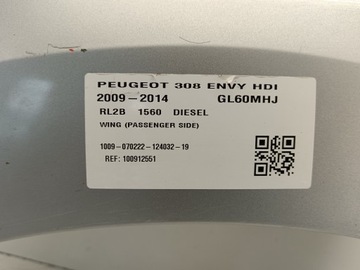 PEUGEOT 308 ENVY HDI
2009-2014 GL60MHJ
RL2B 1560 DIESEL
WING (PASSENGER SIDE)
1009-070222-124032-19
REF: 100912551